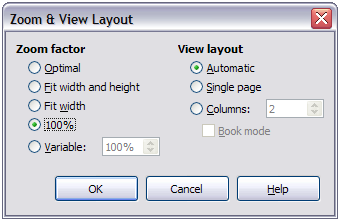 Zoom & View Layout
Zoom factor
Optimal
Fit width and height
Fit width
100%
Variable: 100%
View layout
Automatic
Single page
Columns: 2
Book mode
OK Cancel Help